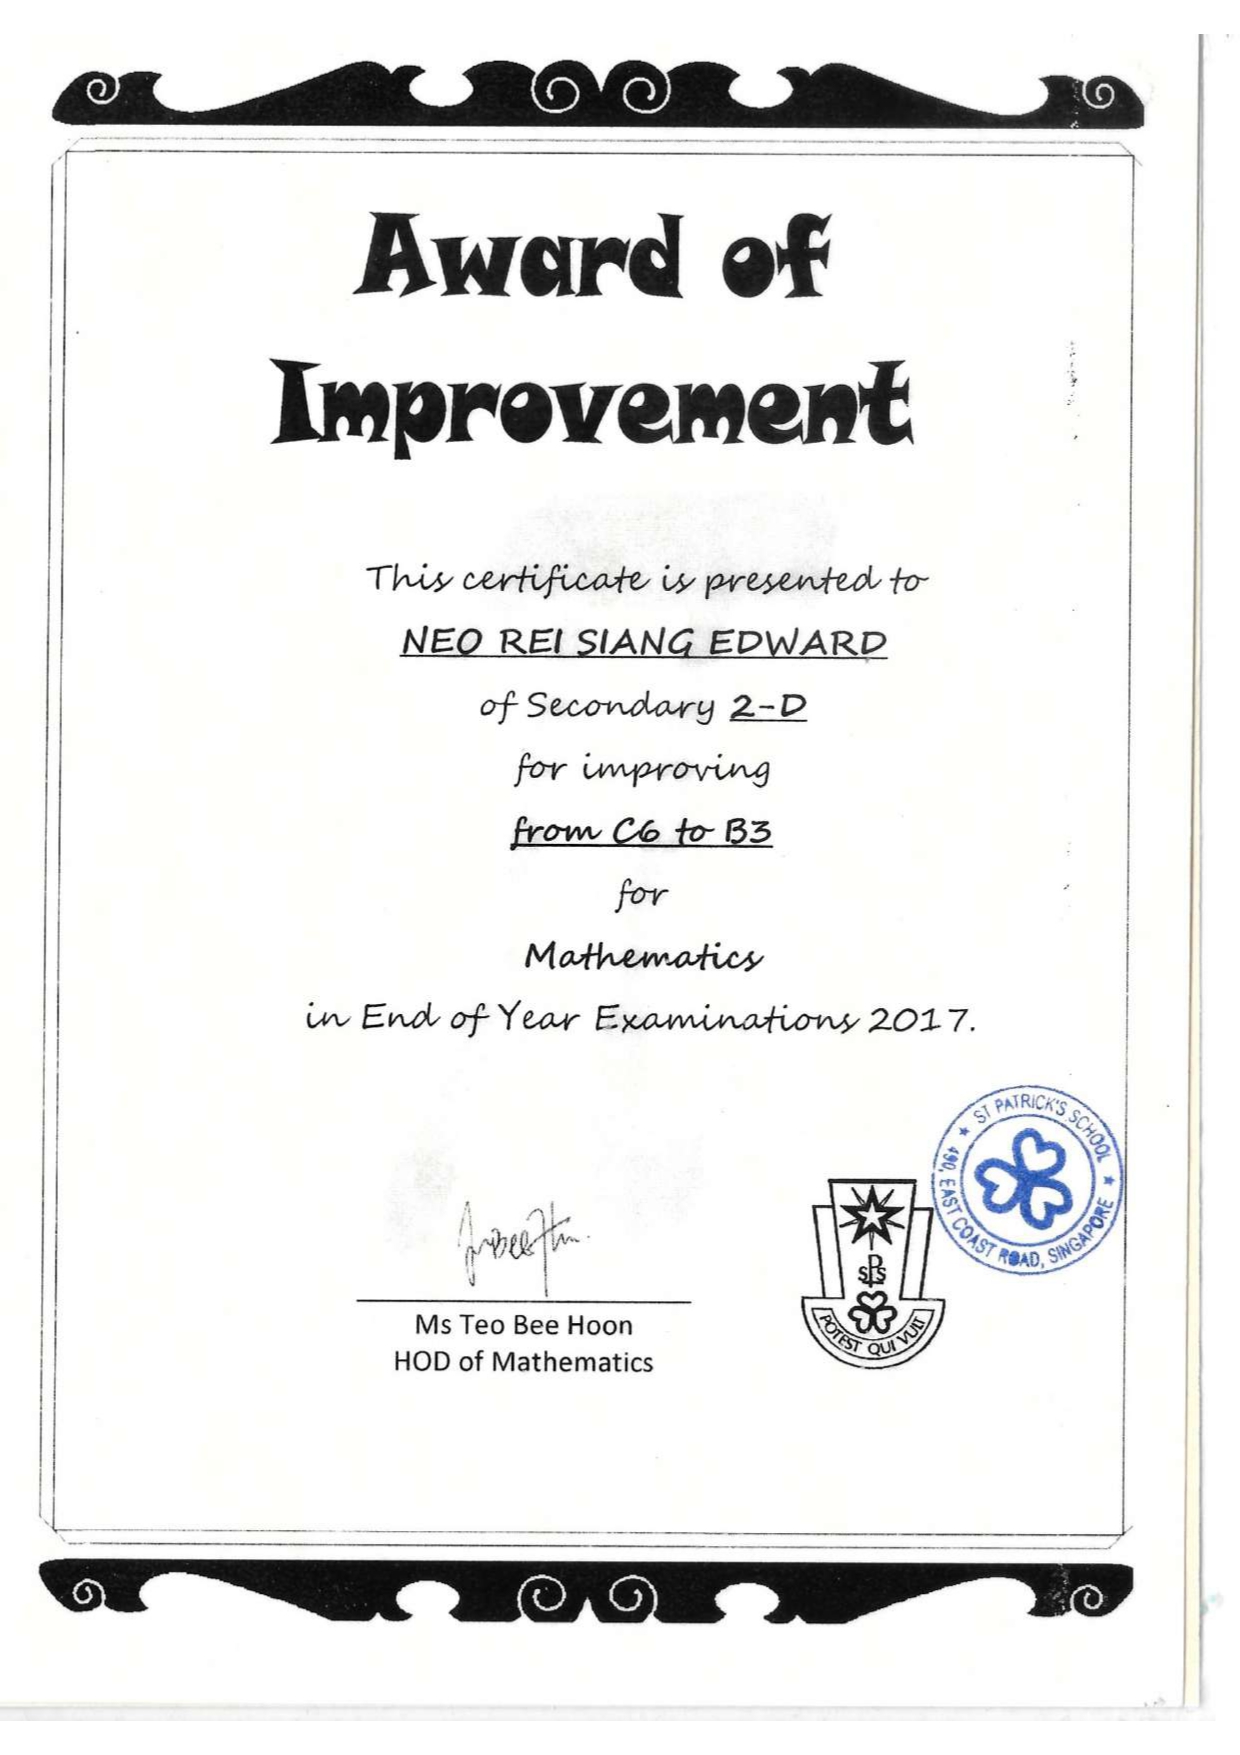 Award of
Improvement
This certificate is presented to
NEO REI SIANG EDWARD
of Secondary 2-D
for improving
from C6 to B3
for
Mathematics
in End of Year Examinations 2017.
★ ST PATRICK'S SCHOOL ★
490, EAST COAST ROAD, SINGAPORE
SPS
POTEST QUI VULT
Ms Teo Bee Hoon
HOD of Mathematics